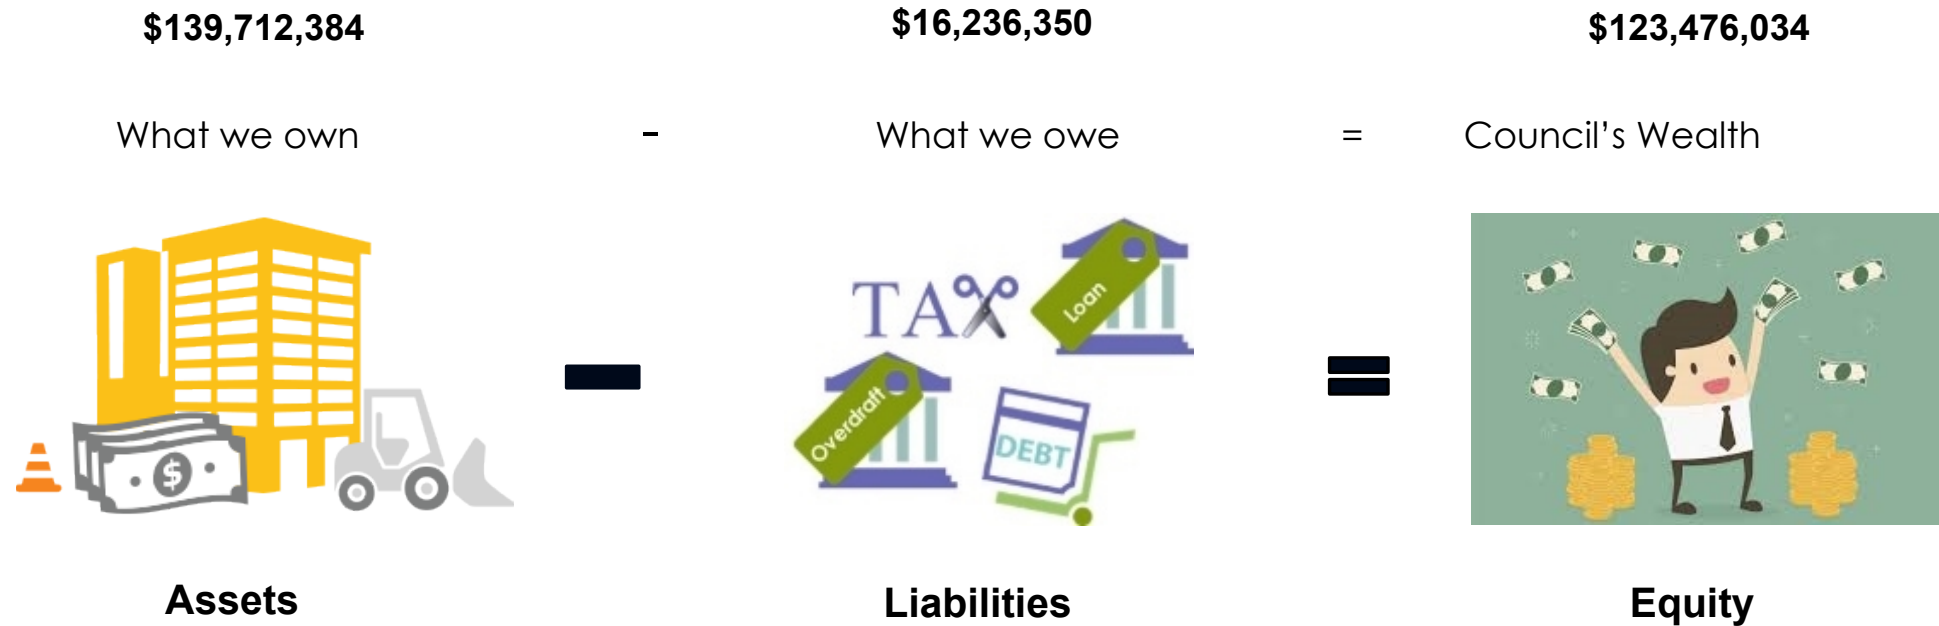 $139,712,384
$16,236,350
$123,476,034
What we own
-
What we owe
=
Council’s Wealth
TAX
Loan
Overdraft
DEBT
$
Assets
Liabilities
Equity